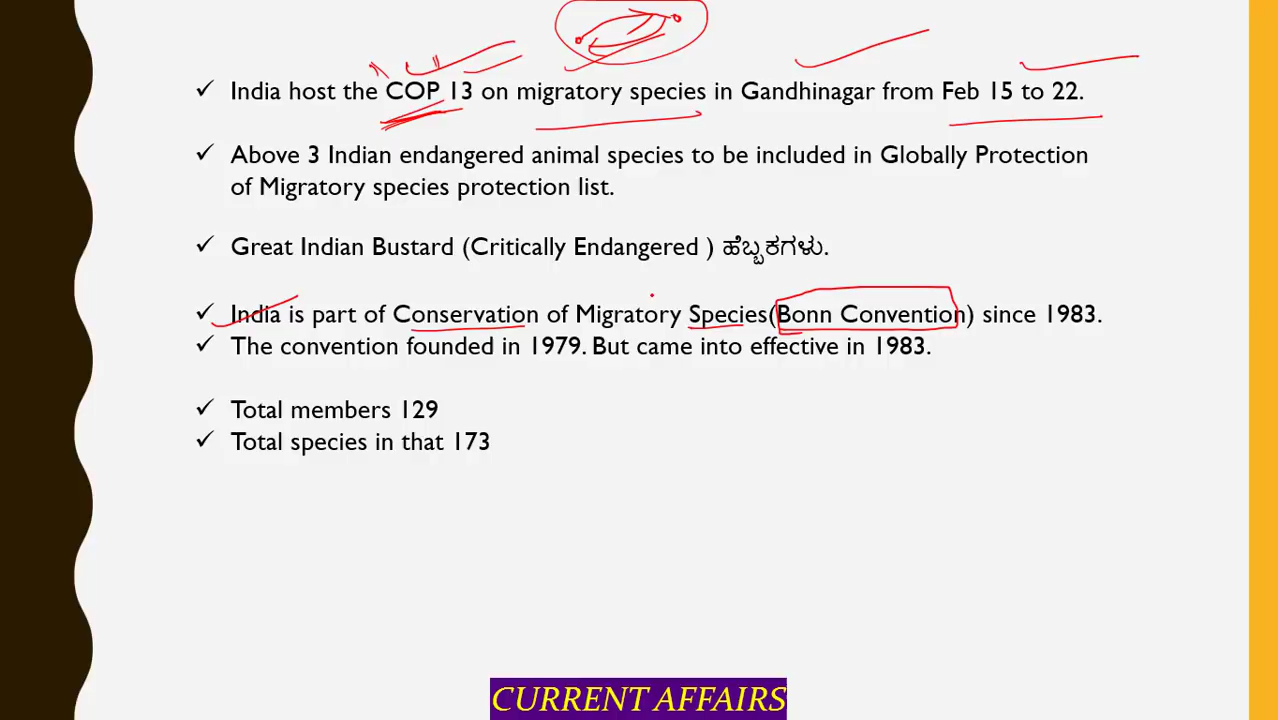 India host the COP 13 on migratory species in Gandhinagar from Feb 15 to 22.
Above 3 Indian endangered animal species to be included in Globally Protection
of Migratory species protection list.
Great Indian Bustard (Critically Endangered ) ಹೆಬ್ಬಕಗಳು.
India is part of Conservation of Migratory Species(Bonn Convention) since 1983.
The convention founded in 1979. But came into effective in 1983.
Total members 129
Total species in that 173
CURRENT AFFAIRS